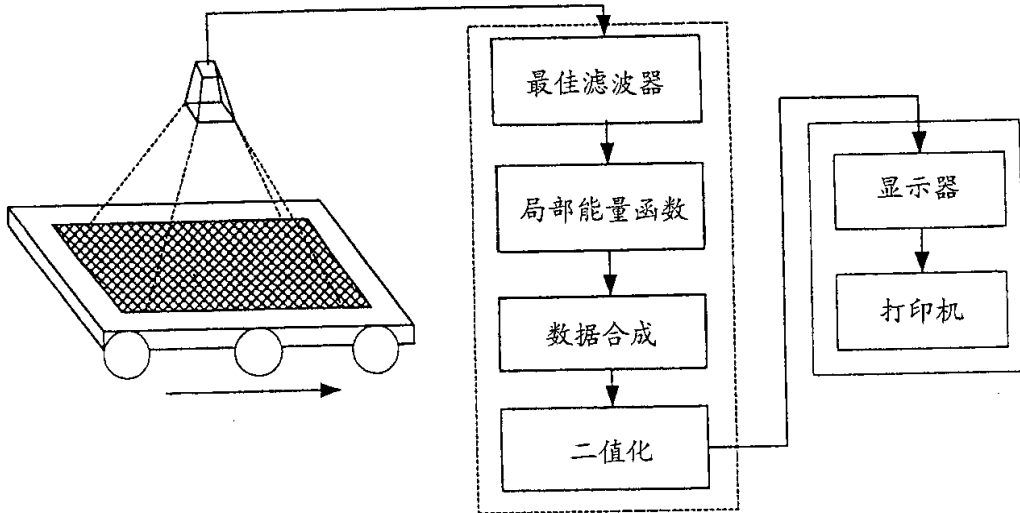 最佳滤波器
局部能量函数
数据合成
二值化
显示器
打印机